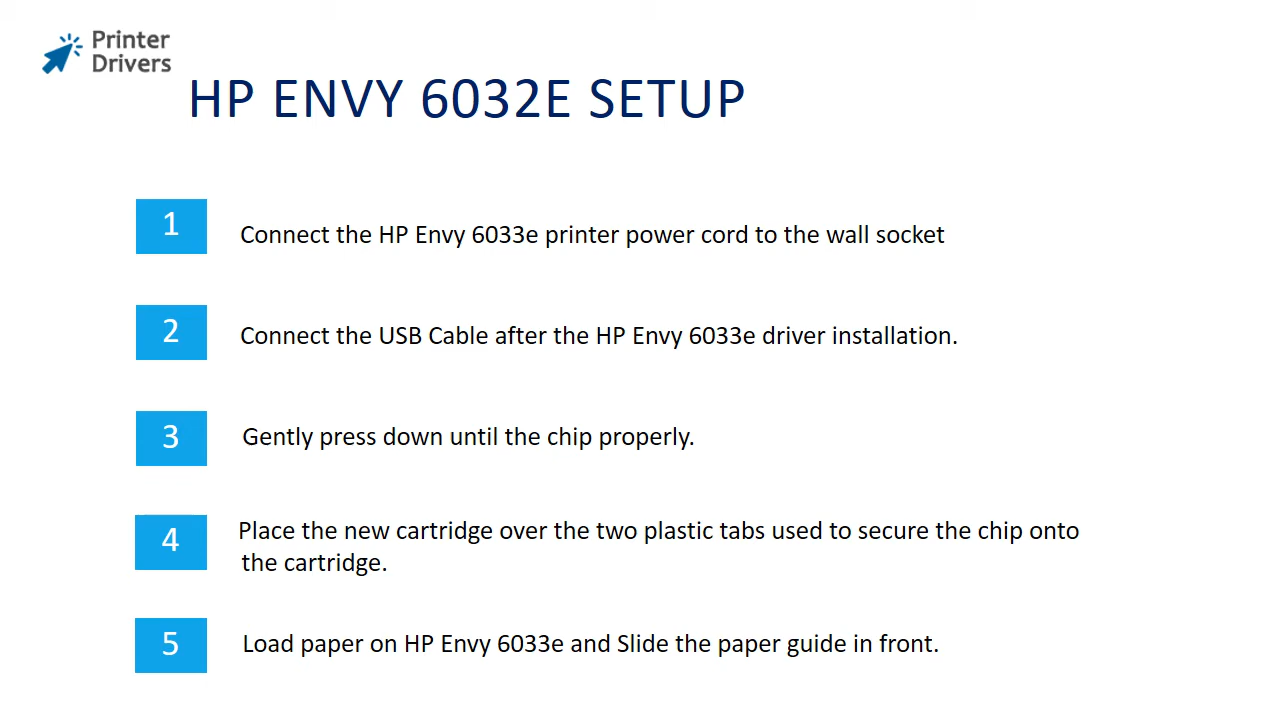 Printer
Drivers
HP ENVY 6032E SETUP
1
Connect the HP Envy 6033e printer power cord to the wall socket
2
Connect the USB Cable after the HP Envy 6033e driver installation.
3
Gently press down until the chip properly.
4
Place the new cartridge over the two plastic tabs used to secure the chip onto
the cartridge.
5
Load paper on HP Envy 6033e and Slide the paper guide in front.